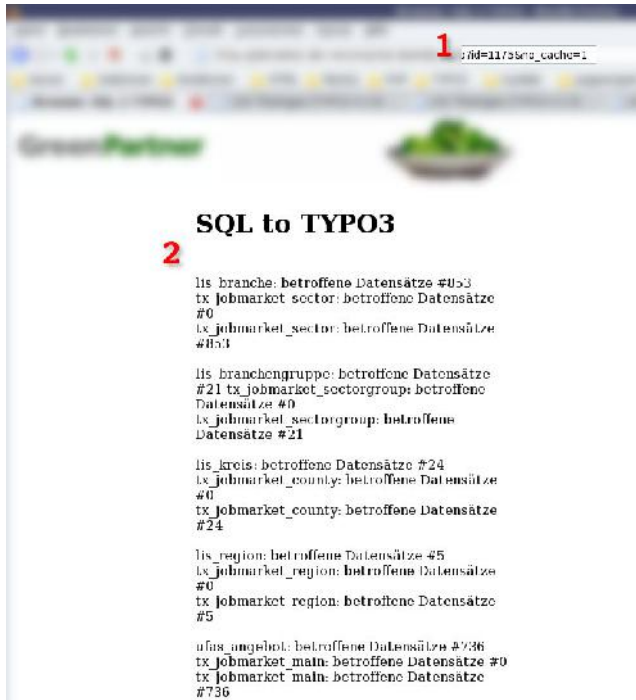 1
?id=1175&no_cache=1
GreenPartner
SQL to TYPO3
2
lis_branche: betroffene Datensätze #853
tx_jobmarket_sector: betroffene Datensätze
#0
tx_jobmarket_sector: betroffene Datensätze
#853
lis_branchengruppe: betroffene Datensätze
#21 tx_jobmarket_sectorgroup: betroffene
Datensätze #0
tx_jobmarket_sectorgroup: betroffene
Datensätze #21
lis_kreis: betroffene Datensätze #24
tx_jobmarket_county: betroffene Datensätze
#0
tx_jobmarket_county: betroffene Datensätze
#24
lis_region: betroffene Datensätze #5
tx_jobmarket_region: betroffene Datensätze
#0
tx_jobmarket_region: betroffene Datensätze
#5
ufas_angebot: betroffene Datensätze #736
tx_jobmarket_main: betroffene Datensätze #0
tx_jobmarket_main: betroffene Datensätze
#736